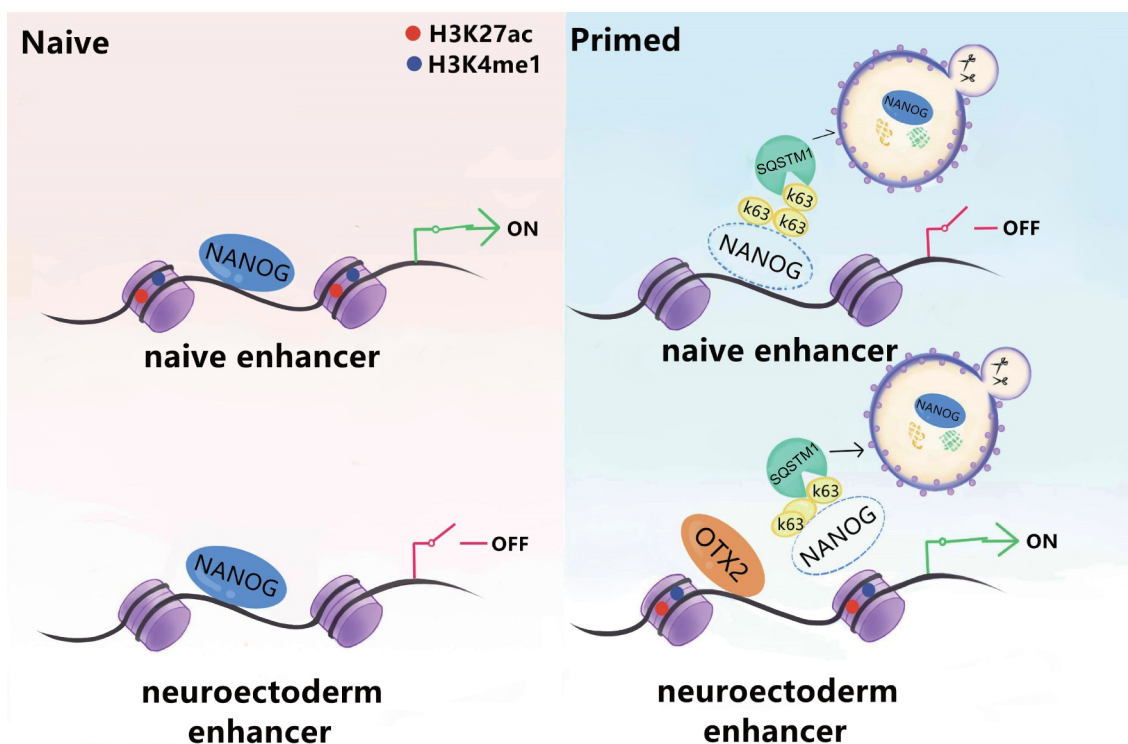 Naive
H3K27ac
H3K4me1
NANOG
ON
naive enhancer
NANOG
OFF
neuroectoderm
enhancer
Primed
NANOG
SQSTM1
k63
k63
k63
NANOG
OFF
naive enhancer
NANOG
SQSTM1
k63
k63
NANOG
OTX2
ON
neuroectoderm
enhancer